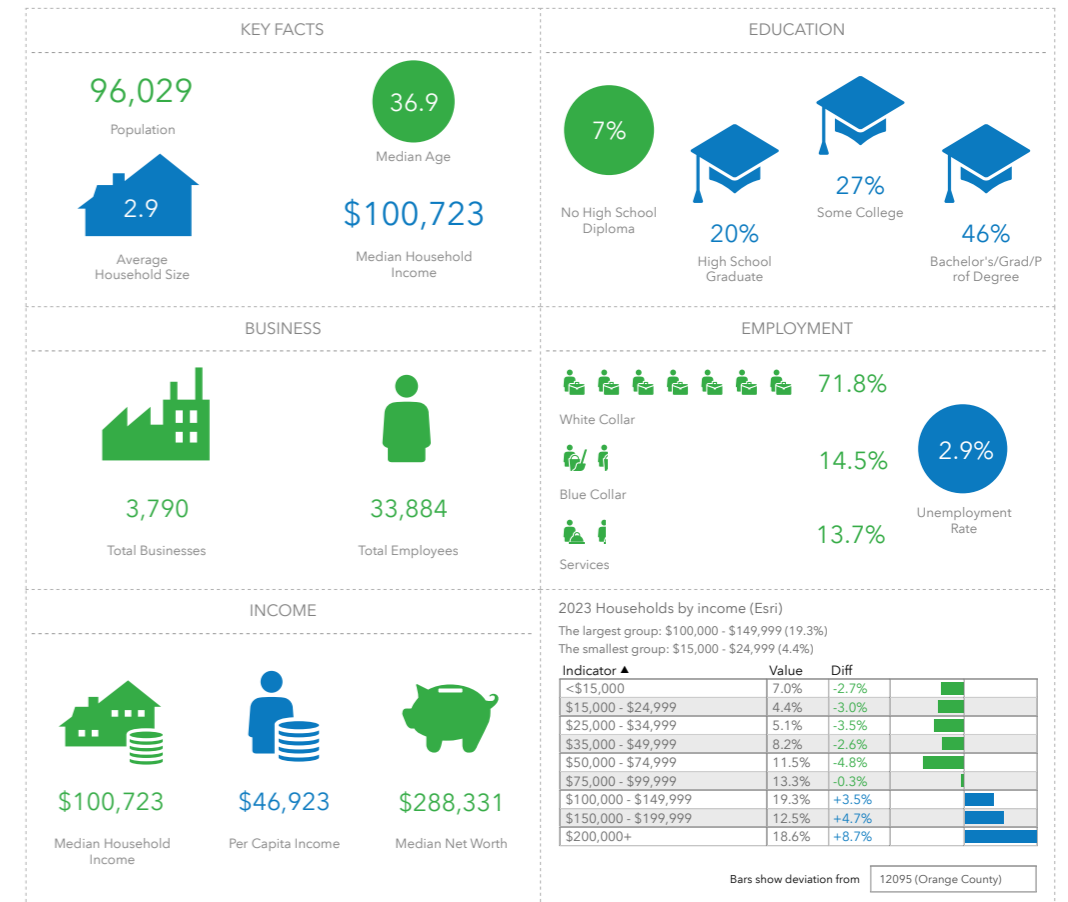 KEY FACTS
96,029
Population
36.9
Median Age
2.9
Average
Household Size
$100,723
Median Household
Income
EDUCATION
7%
No High School
Diploma
20%
High School
Graduate
27%
Some College
46%
Bachelor's/Grad/P
rof Degree
BUSINESS
3,790
Total Businesses
33,884
Total Employees
EMPLOYMENT
71.8%
White Collar
14.5%
Blue Collar
13.7%
Services
2.9%
Unemployment
Rate
INCOME
$100,723
Median Household
Income
$46,923
Per Capita Income
$288,331
Median Net Worth
2023 Households by income (Esri)
The largest group: $100,000 - $149,999 (19.3%)
The smallest group: $15,000 - $24,999 (4.4%)
Indicator ▲ Value Diff
<$15,000 7.0% -2.7%
$15,000 - $24,999 4.4% -3.0%
$25,000 - $34,999 5.1% -3.5%
$35,000 - $49,999 8.2% -2.6%
$50,000 - $74,999 11.5% -4.8%
$75,000 - $99,999 13.3% -0.3%
$100,000 - $149,999 19.3% +3.5%
$150,000 - $199,999 12.5% +4.7%
$200,000+ 18.6% +8.7%
Bars show deviation from 12095 (Orange County)